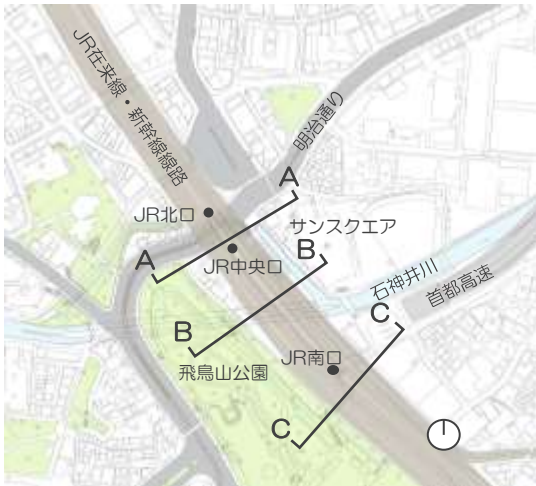 JR在来線・新幹線線路
明治通り
A
JR北口
サンスクエア
A
JR中央口
B
石神井川
首都高速
B
C
JR南口
飛鳥山公園
C